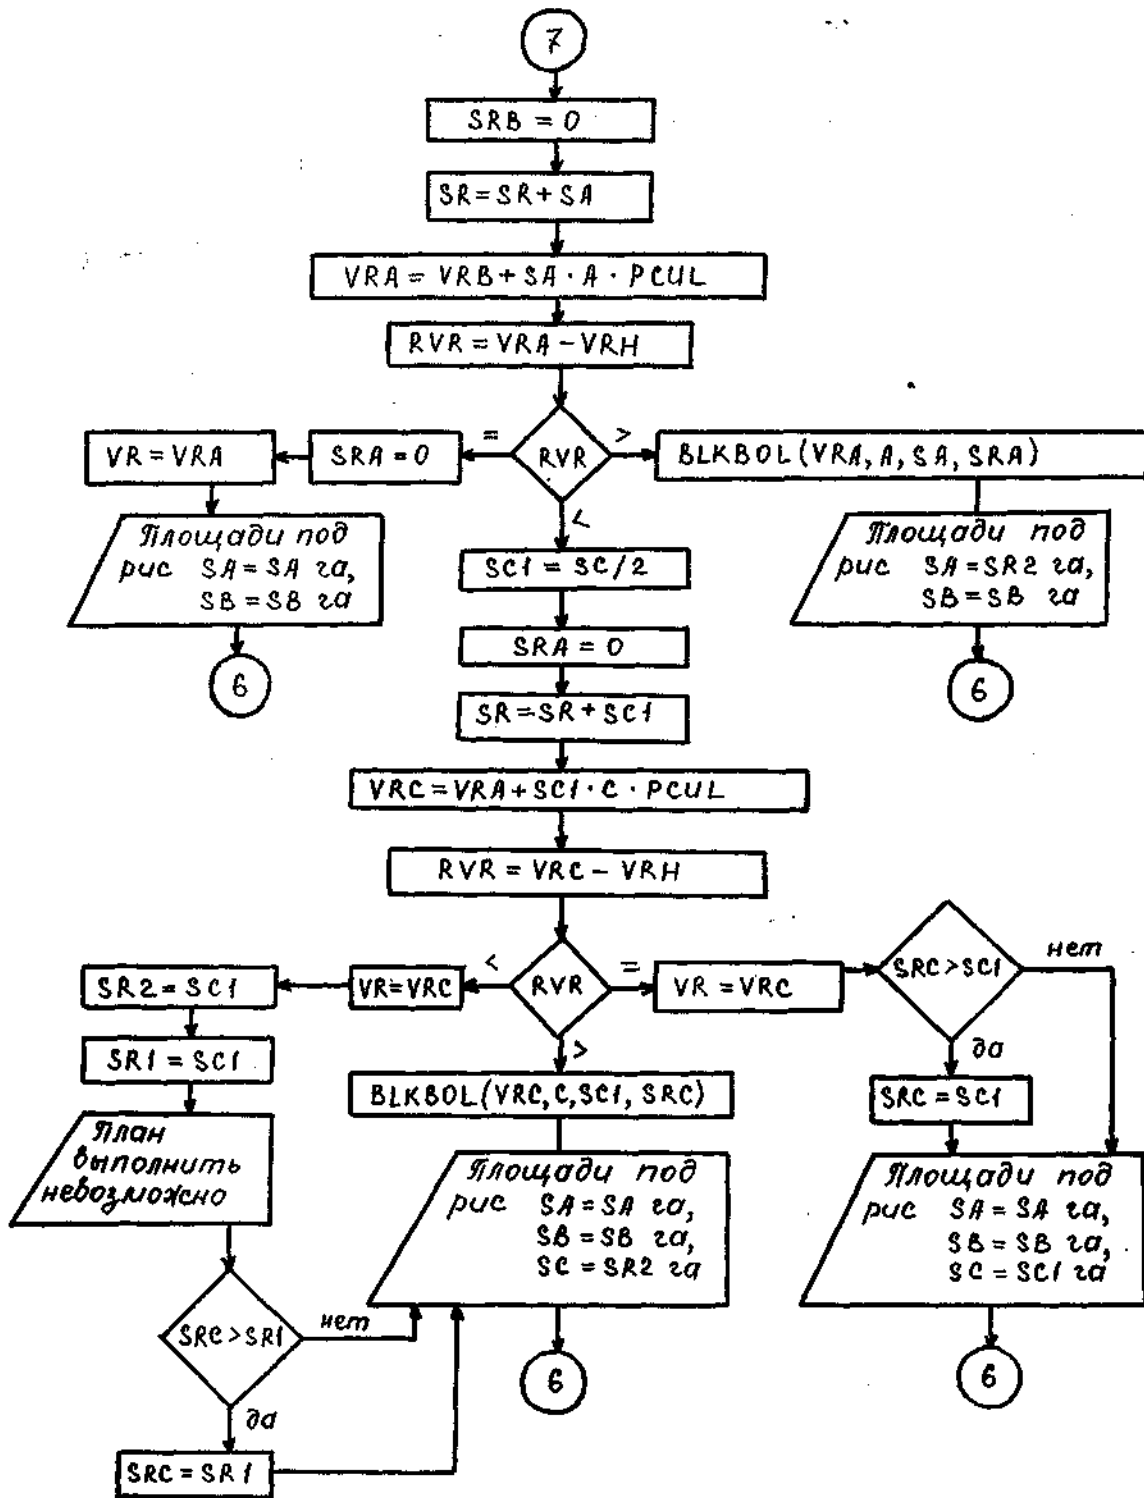 7
SRB = 0
SR = SR + SA
VRA = VRB + SA · A · PCUL
RVR = VRA - VRH
VR = VRA
SRA = 0
=
RVR
>
BLKBOL (VRA, A, SA, SRA)
<
Площади под
рис SA = SA га,
SB = SB га
6
SC1 = SC/2
Площади под
рис SA = SR2 га,
SB = SB га
6
SRA = 0
SR = SR + SC1
VRC = VRA + SC1 · C · PCUL
RVR = VRC - VRH
SR2 = SC1
VR = VRC
<
RVR
=
VR = VRC
SRC > SC1
нет
>
да
SR1 = SC1
BLKBOL (VRC, C, SC1, SRC)
SRC = SC1
План
выполнить
невозможно
Площади под
рис SA = SA га,
SB = SB га,
SC = SR2 га
Площади под
рис SA = SA га,
SB = SB га,
SC = SC1 га
SRC > SR1
нет
6
6
да
SRC = SR1